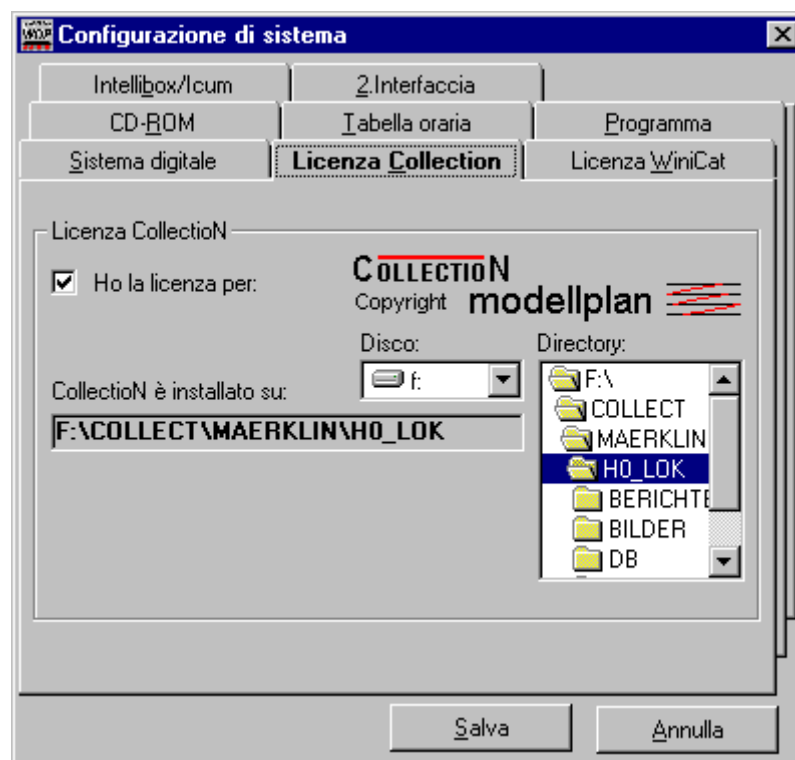 Configurazione di sistema
Intellibox/Icum 2.Interfaccia
CD-ROM Tabella oraria Programma
Sistema digitale Licenza Collection Licenza WiniCat
Licenza CollectioN
Ho la licenza per:
COLLECTION
Copyright modellplan
Disco: Directory:
f:
CollectioN è installato su:
F:\COLLECT\MAERKLIN\H0_LOK
F:\
COLLECT
MAERKLIN
H0_LOK
BERICHTE
BILDER
DB
Salva Annulla